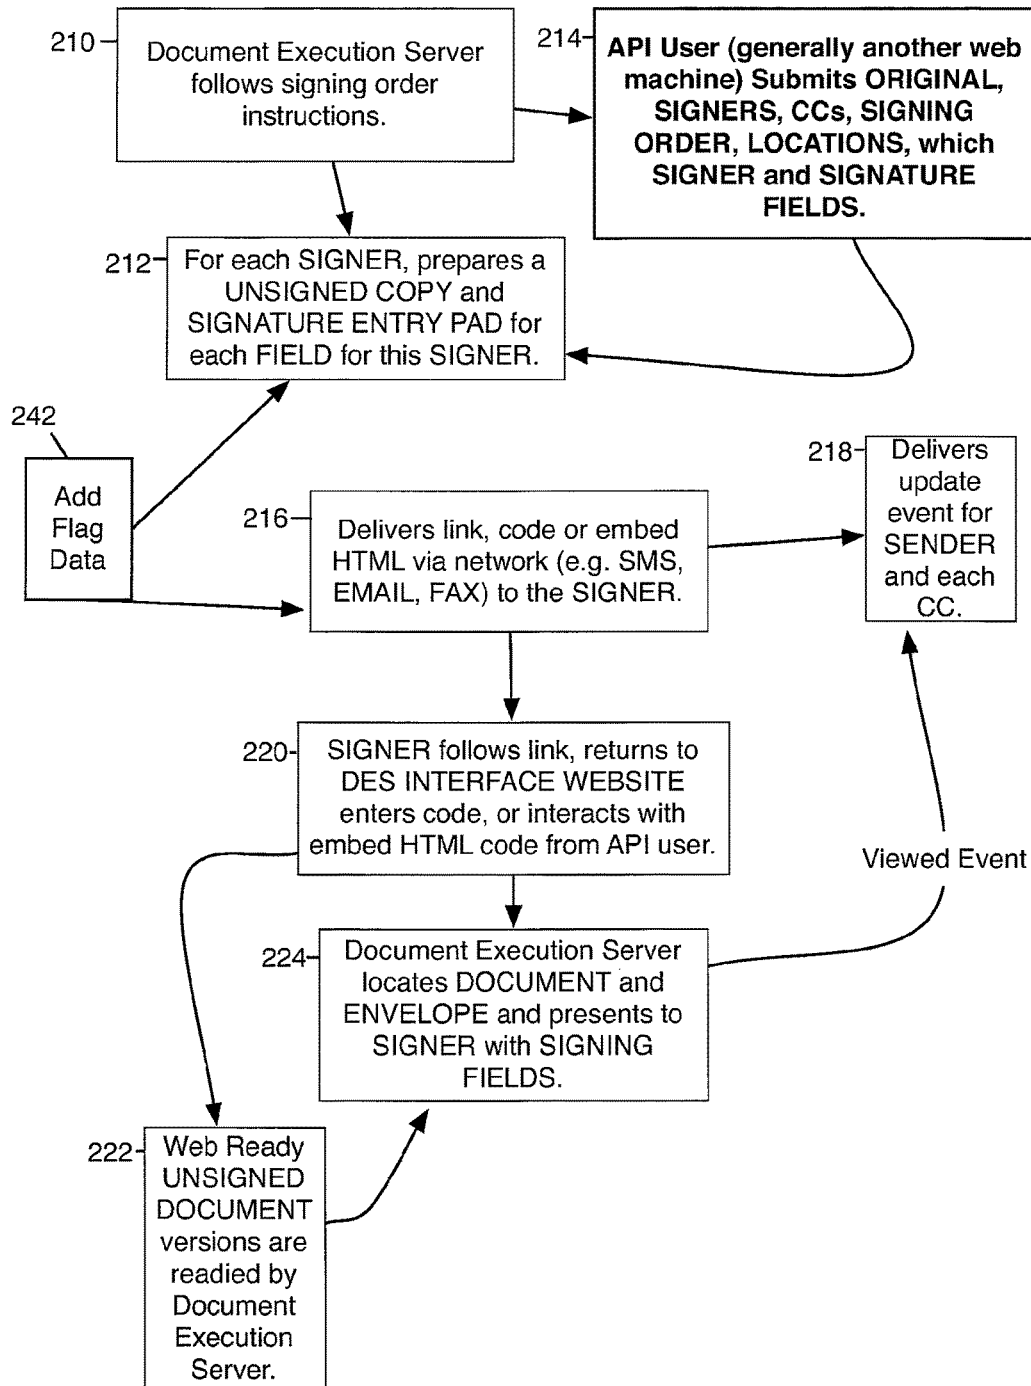 210
Document Execution Server
follows signing order
instructions.
214
API User (generally another web
machine) Submits ORIGINAL,
SIGNERS, CCs, SIGNING
ORDER, LOCATIONS, which
SIGNER and SIGNATURE
FIELDS.
212
For each SIGNER, prepares a
UNSIGNED COPY and
SIGNATURE ENTRY PAD for
each FIELD for this SIGNER.
242
Add
Flag
Data
216
Delivers link, code or embed
HTML via network (e.g. SMS,
EMAIL, FAX) to the SIGNER.
218
Delivers
update
event for
SENDER
and each
CC.
220
SIGNER follows link, returns to
DES INTERFACE WEBSITE
enters code, or interacts with
embed HTML code from API user.
Viewed Event
224
Document Execution Server
locates DOCUMENT and
ENVELOPE and presents to
SIGNER with SIGNING
FIELDS.
222
Web Ready
UNSIGNED
DOCUMENT
versions are
readied by
Document
Execution
Server.